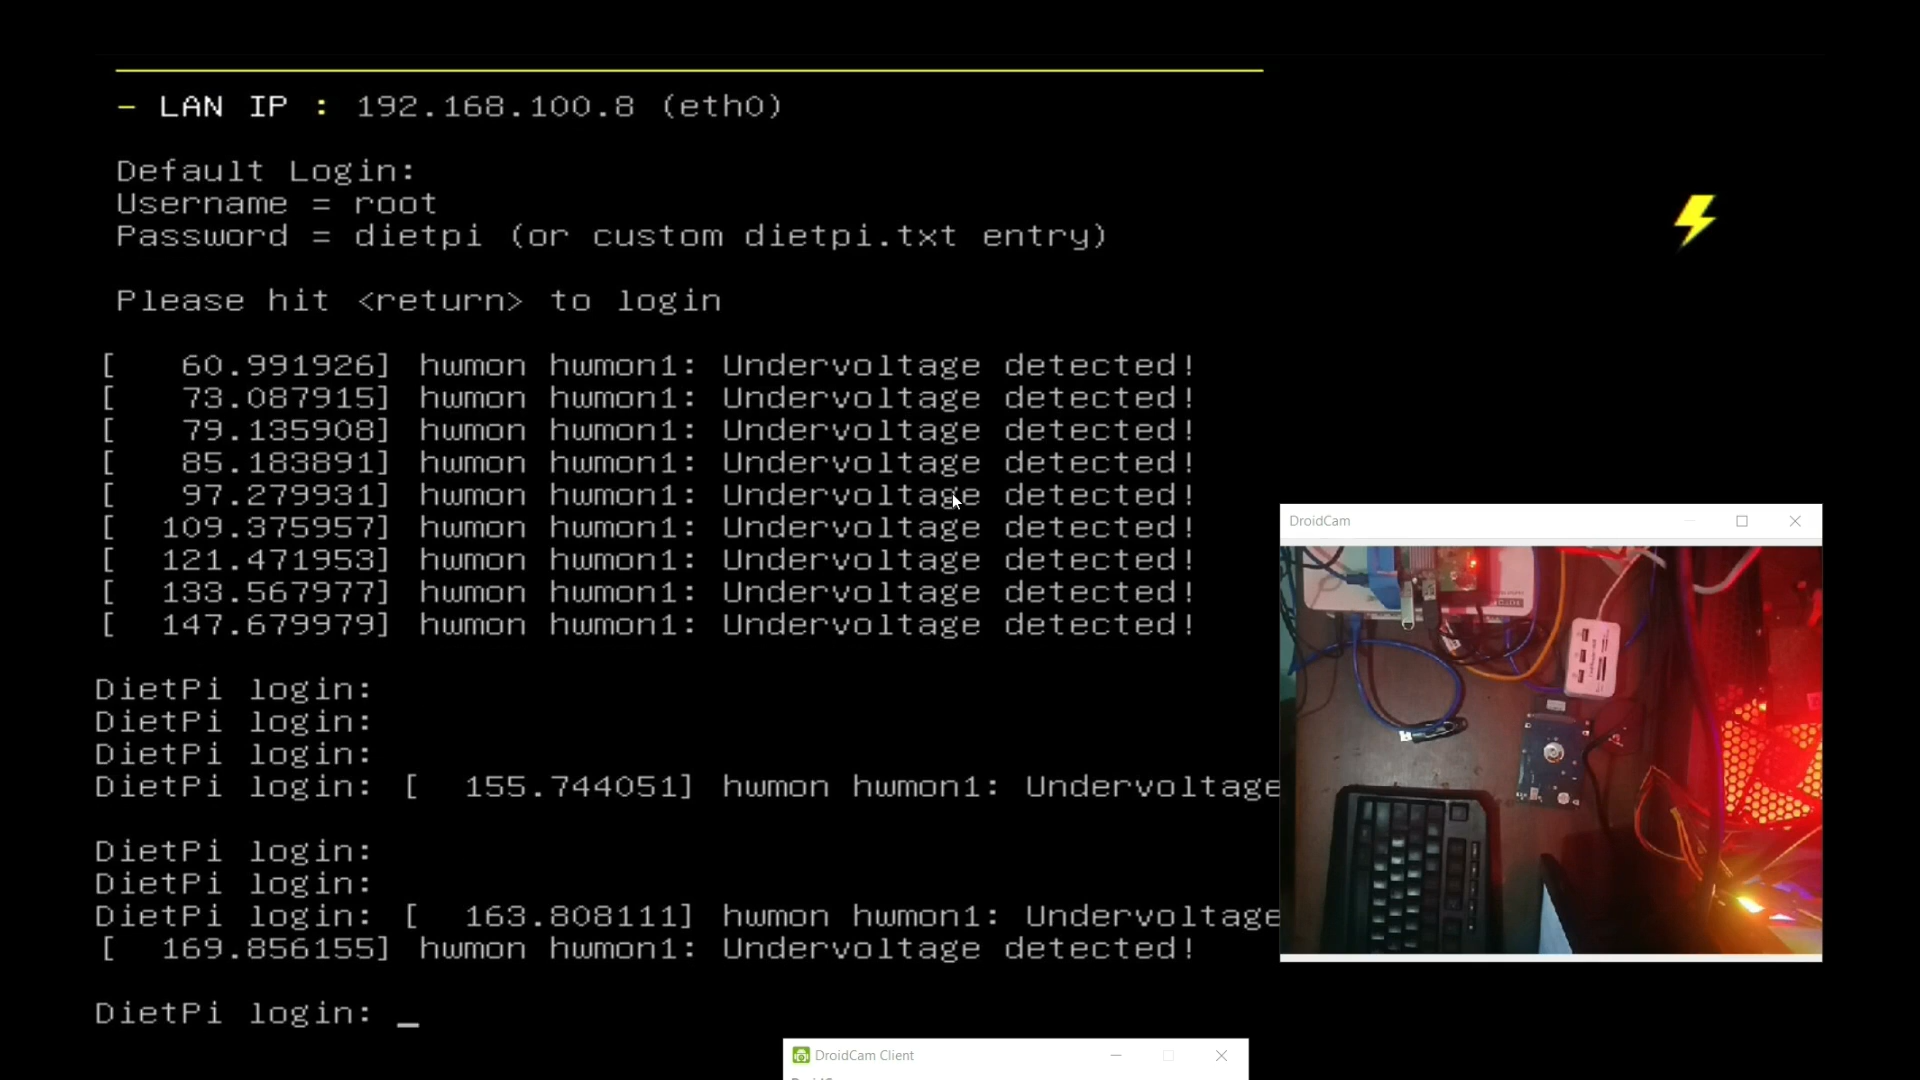 - LAN IP : 192.168.100.8 (eth0)
Default Login:
Username = root
Password = dietpi (or custom dietpi.txt entry)
Please hit <return> to login
[ 60.991926] hwmon hwmon1: Undervoltage detected!
[ 73.087915] hwmon hwmon1: Undervoltage detected!
[ 79.135908] hwmon hwmon1: Undervoltage detected!
[ 85.183891] hwmon hwmon1: Undervoltage detected!
[ 97.279931] hwmon hwmon1: Undervoltage detected!
[ 109.375957] hwmon hwmon1: Undervoltage detected!
[ 121.471953] hwmon hwmon1: Undervoltage detected!
[ 133.567977] hwmon hwmon1: Undervoltage detected!
[ 147.679979] hwmon hwmon1: Undervoltage detected!
DietPi login:
DietPi login:
DietPi login:
DietPi login: [ 155.744051] hwmon hwmon1: Undervoltage
DietPi login:
DietPi login:
DietPi login: [ 163.808111] hwmon hwmon1: Undervoltage
[ 169.856155] hwmon hwmon1: Undervoltage detected!
DietPi login: _
DroidCam
DroidCam Client